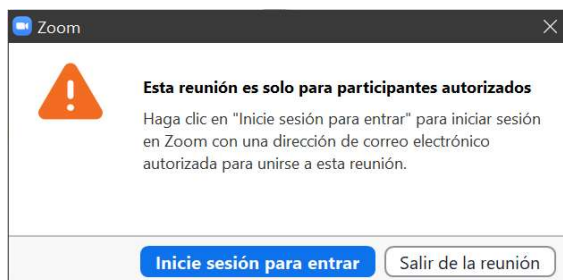 Zoom
Esta reunión es solo para participantes autorizados
Haga clic en "Inicie sesión para entrar" para iniciar sesión
en Zoom con una dirección de correo electrónico
autorizada para unirse a esta reunión.
Inicie sesión para entrar
Salir de la reunión